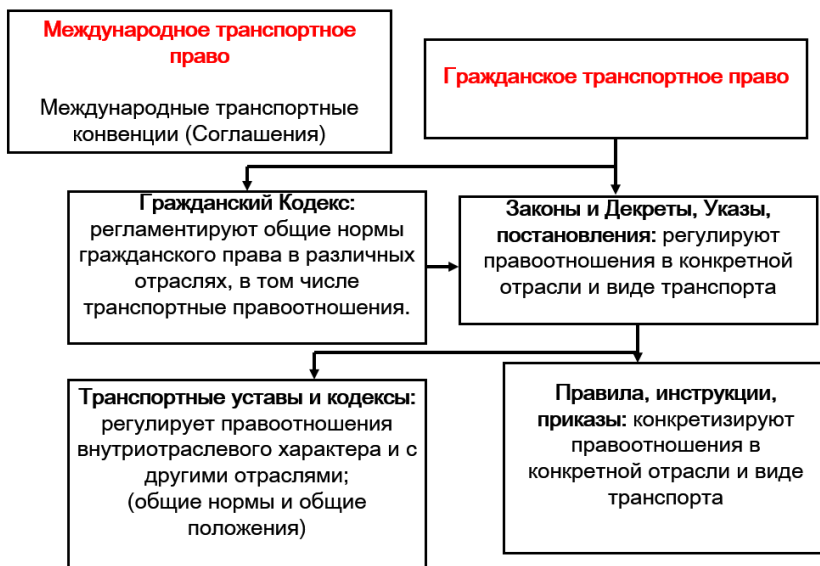 Международное транспортное
право
Международные транспортные
конвенции (Соглашения)
Гражданское транспортное право
Гражданский Кодекс:
регламентируют общие нормы
гражданского права в различных
отраслях, в том числе
транспортные правоотношения.
Законы и Декреты, Указы,
постановления: регулируют
правоотношения в конкретной
отрасли и виде транспорта
Транспортные уставы и кодексы:
регулирует правоотношения
внутриотраслевого характера и с
другими отраслями;
(общие нормы и общие
положения)
Правила, инструкции,
приказы: конкретизируют
правоотношения в
конкретной отрасли и виде
транспорта